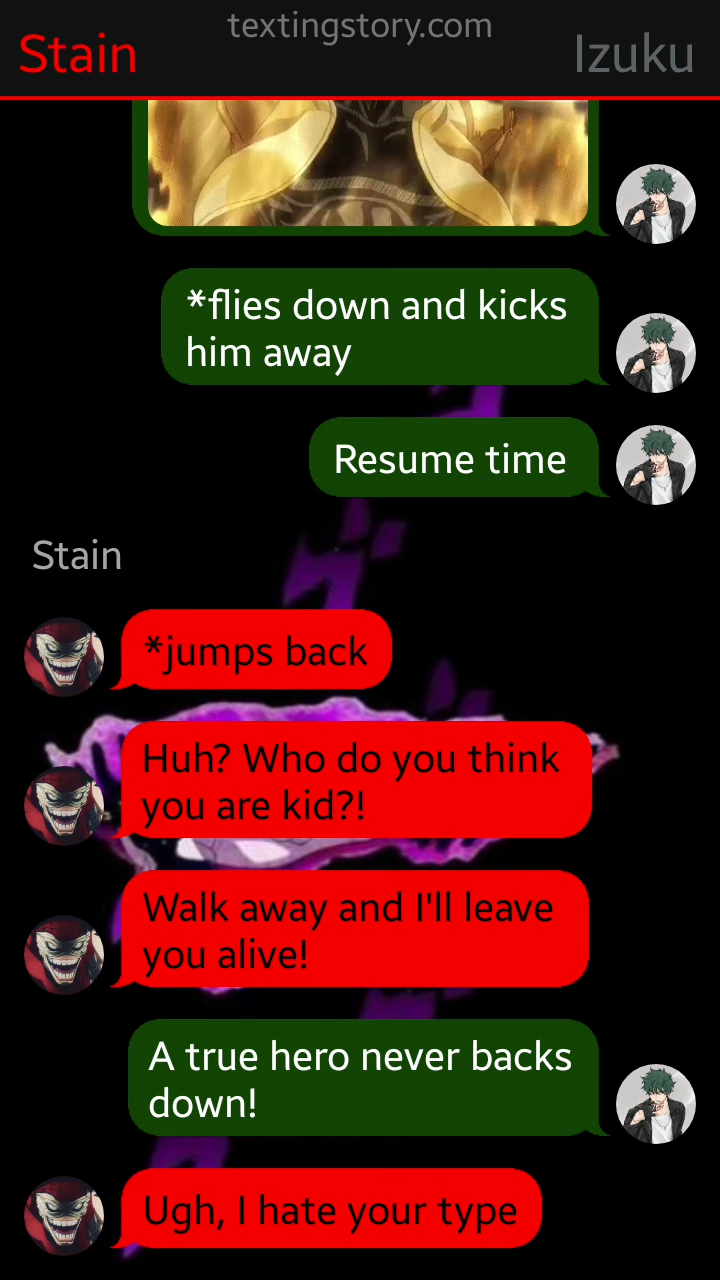 textingstory.com
Stain
Izuku
*flies down and kicks
him away
Resume time
Stain
*jumps back
Huh? Who do you think
you are kid?!
Walk away and I'll leave
you alive!
A true hero never backs
down!
Ugh, I hate your type